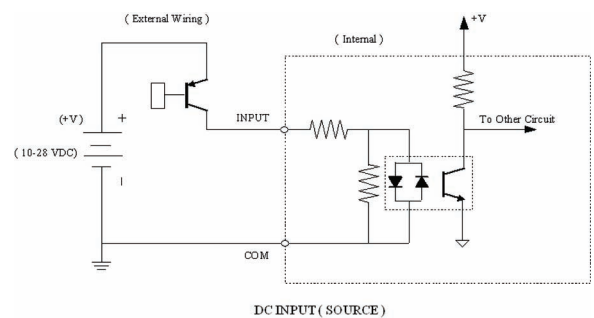 ( External Wiring )
( Internal )
+V
INPUT
To Other Circuit
(+V)
+
( 10-28 VDC)
COM
DC INPUT ( SOURCE )